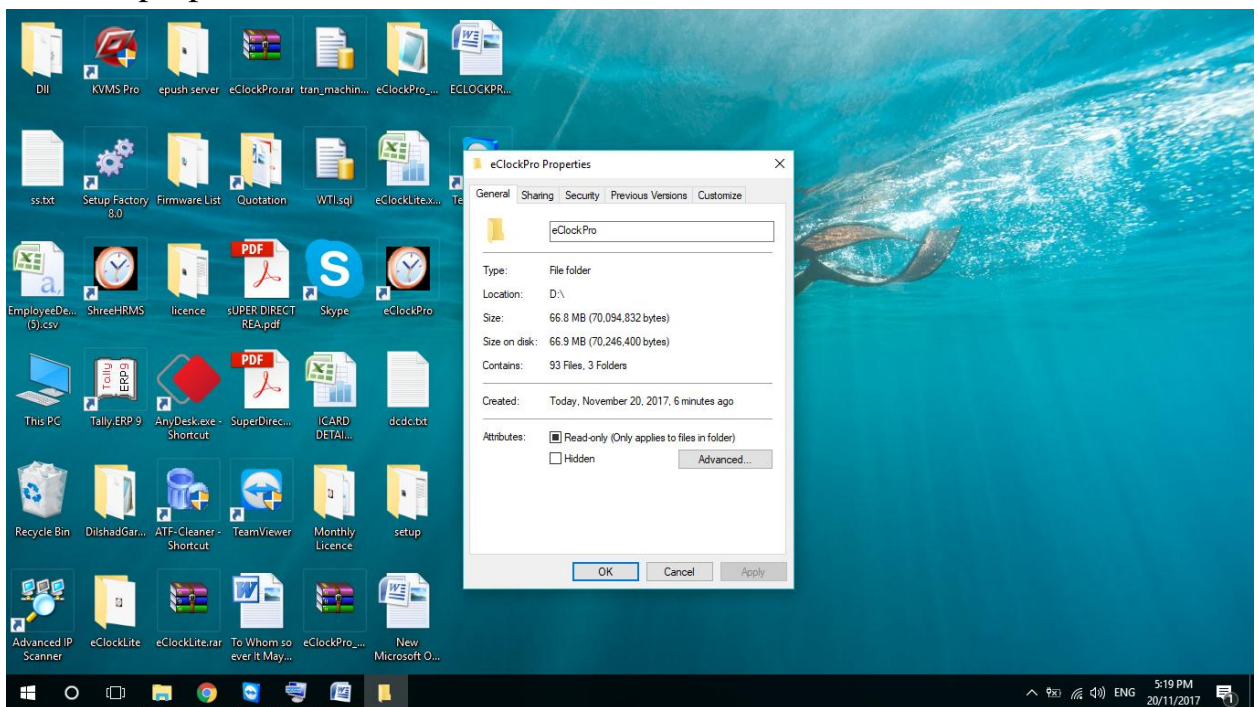 Dll
KVMS Pro
epush server
eClockPro.rar
tran_machin...
eClockPro_...
ECLOCKPR...
ss.txt
Setup Factory
8.0
Firmware List
Quotation
WTI.sql
eClockLite.x...
Te
EmployeeDe...
(5).csv
ShreeHRMS
licence
PDF
sUPER DIRECT
REA.pdf
Skype
eClockPro
This PC
Tally
ERP9
Tally.ERP 9
AnyDesk.exe -
Shortcut
PDF
SuperDirec...
ICARD
DETAI...
dcdc.txt
Recycle Bin
DilshadGar...
ATF-Cleaner -
Shortcut
TeamViewer
Monthly
Licence
setup
Advanced IP
Scanner
eClockLite
eClockLite.rar
To Whom so
ever It May...
eClockPro_...
New
Microsoft O...
eClockPro Properties
General Sharing Security Previous Versions Customize
eClockPro
Type: File folder
Location: D:\
Size: 66.8 MB (70,094,832 bytes)
Size on disk: 66.9 MB (70,246,400 bytes)
Contains: 93 Files, 3 Folders
Created: Today, November 20, 2017, 6 minutes ago
Attributes: Read-only (Only applies to files in folder)
Hidden Advanced...
OK Cancel Apply
ENG
5:19 PM
20/11/2017